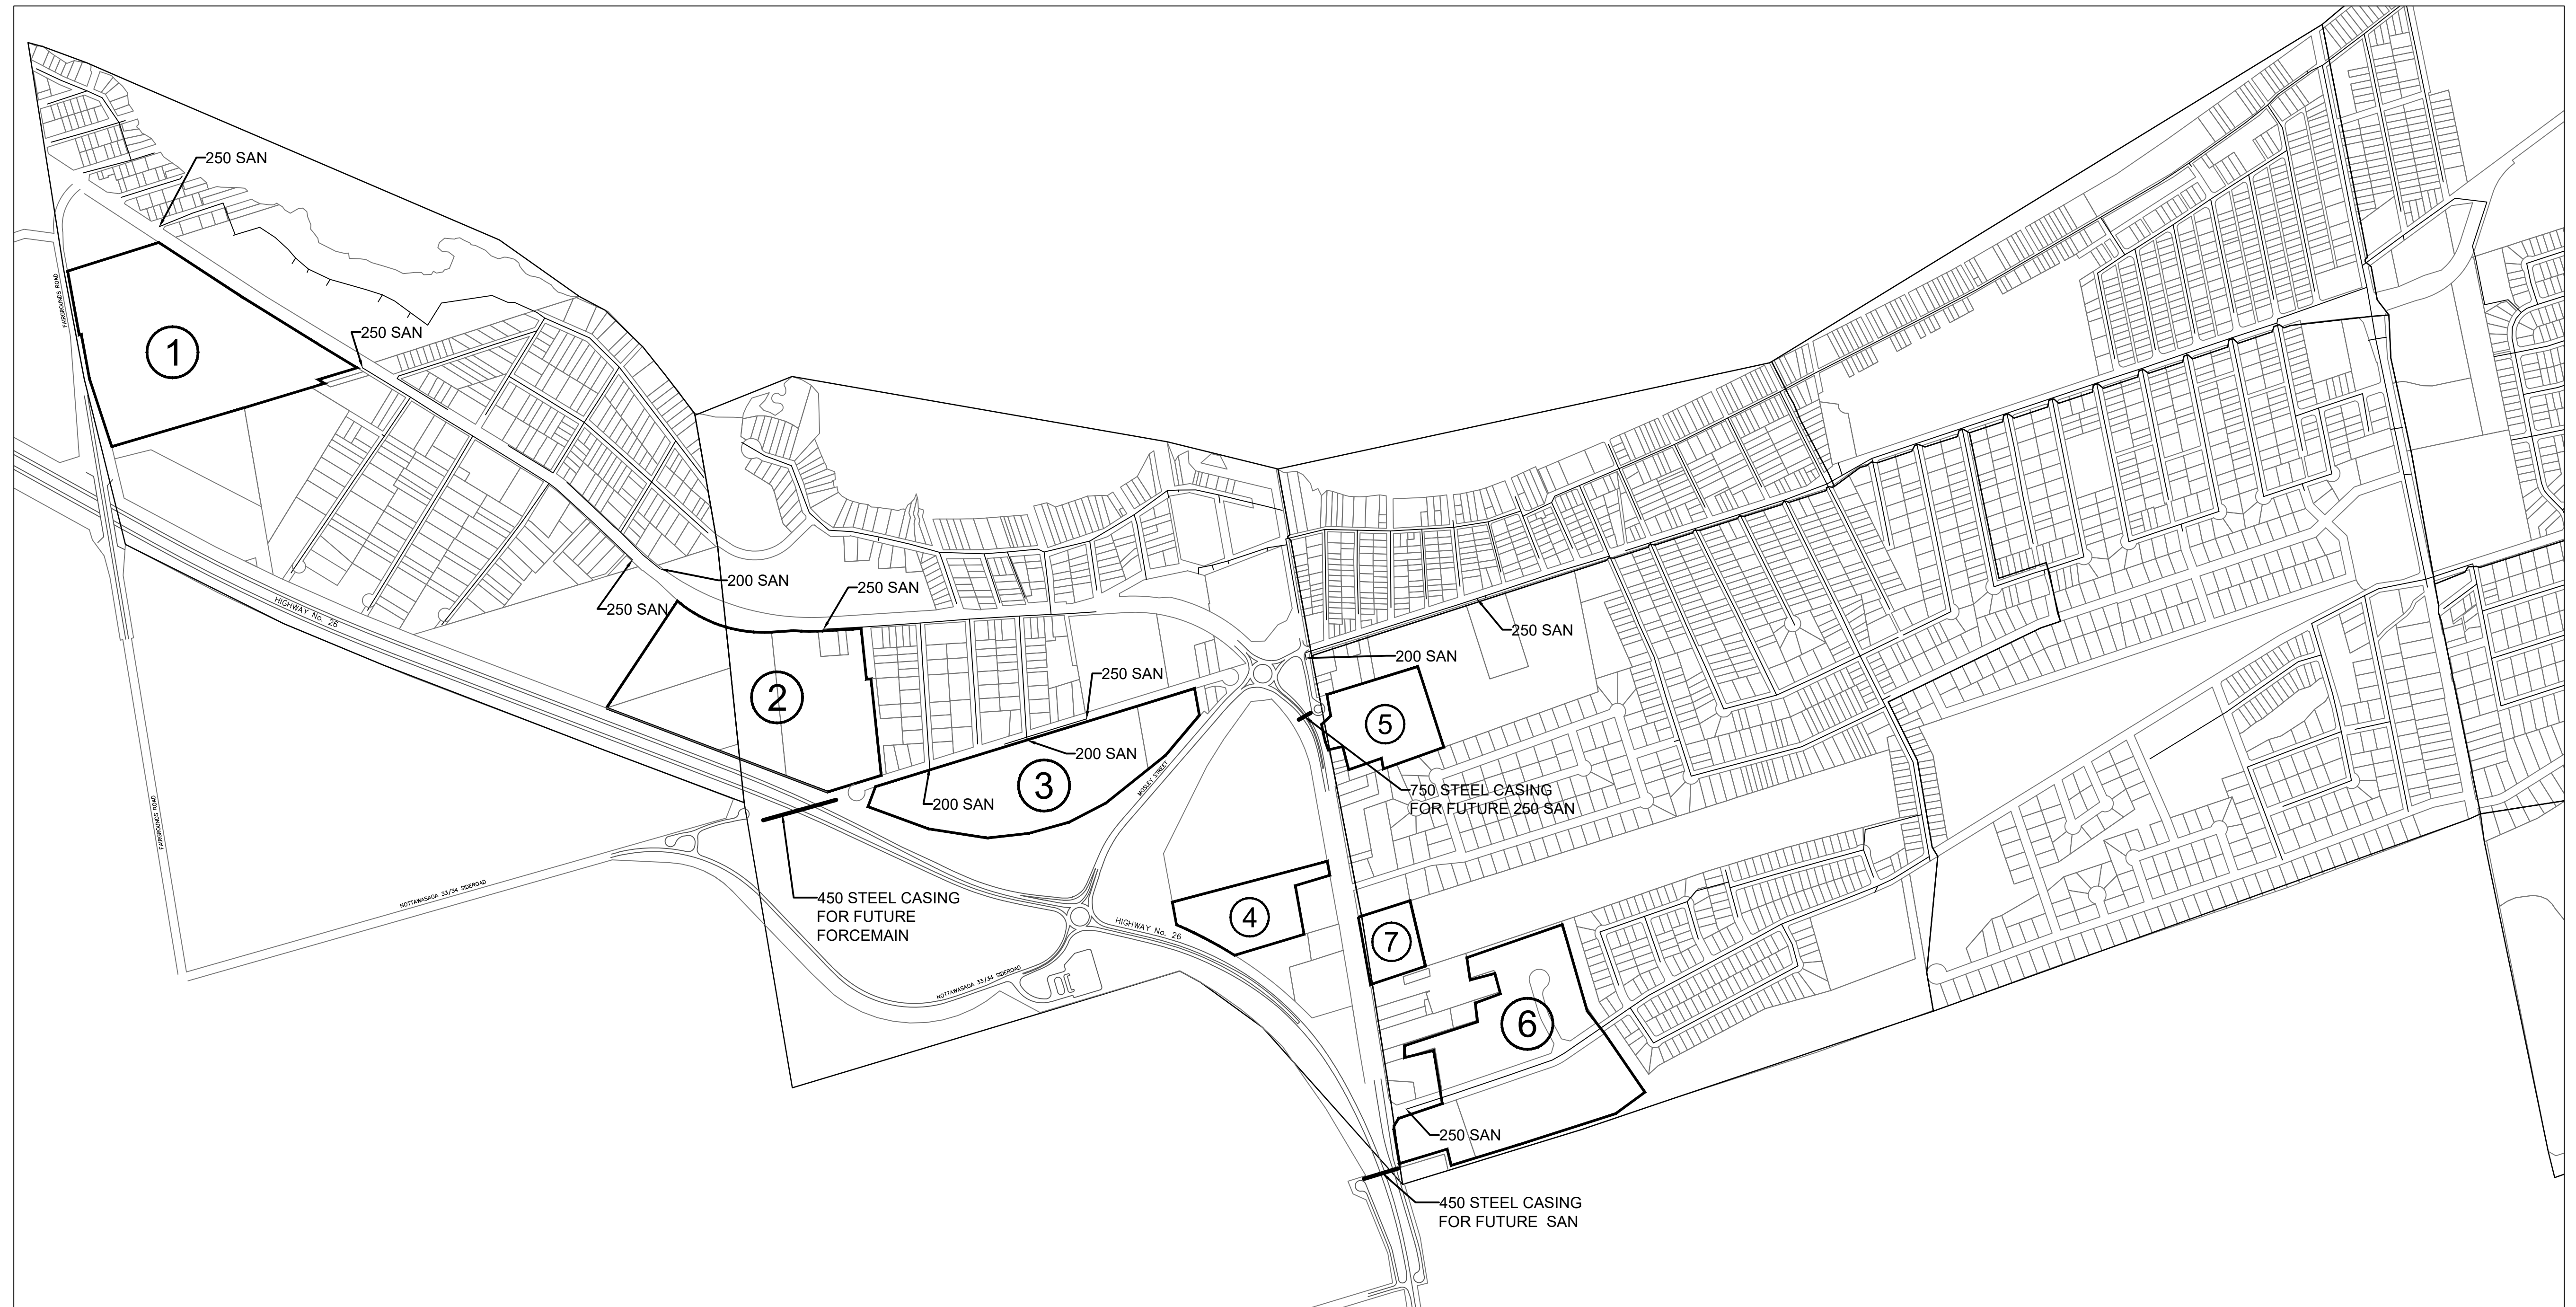 250 SAN
FAIRGROUNDS ROAD
250 SAN
1
HIGHWAY No. 26
200 SAN
250 SAN
250 SAN
250 SAN
200 SAN
250 SAN
2
5
3
200 SAN
MOSLEY STREET
200 SAN
750 STEEL CASING
FOR FUTURE 250 SAN
FAIRGROUNDS ROAD
NOTTAWASAGA 33/34 SIDEROAD
450 STEEL CASING
FOR FUTURE
FORCEMAIN
4
HIGHWAY No. 26
7
NOTTAWASAGA 33/34 SIDEROAD
6
250 SAN
450 STEEL CASING
FOR FUTURE SAN